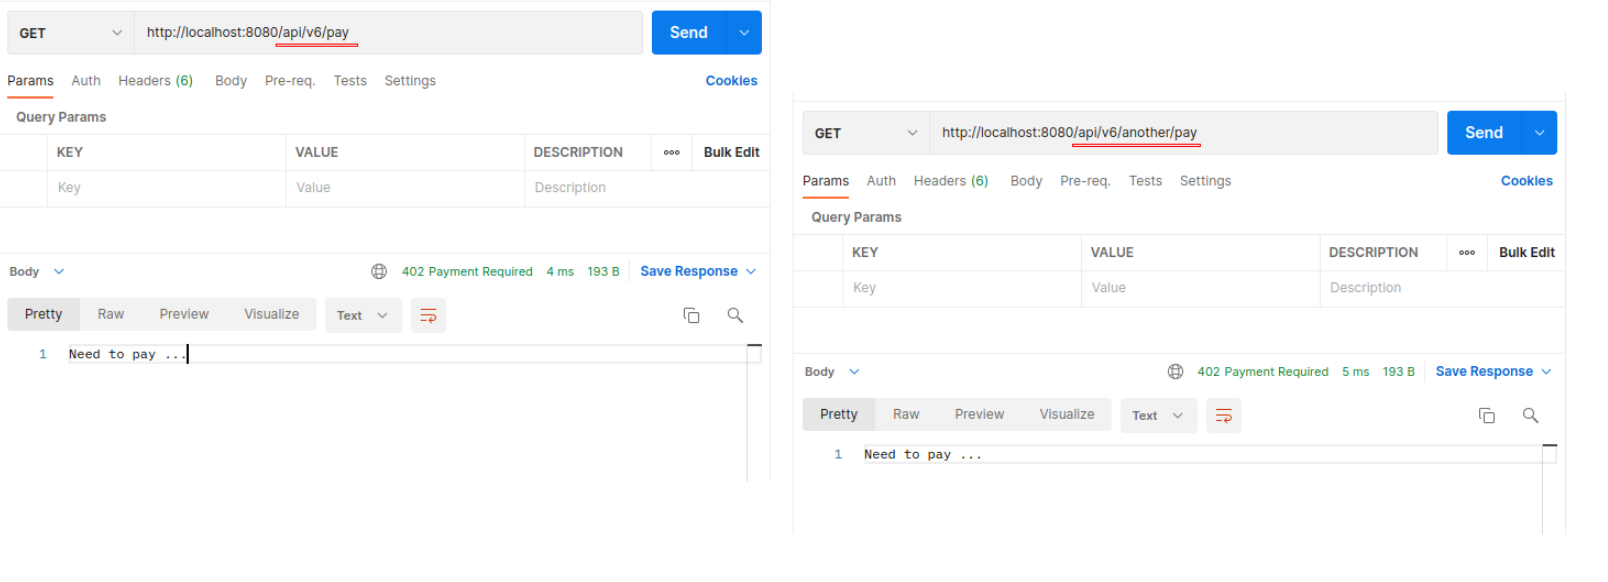 GET http://localhost:8080/api/v6/pay Send
Params Auth Headers (6) Body Pre-req. Tests Settings Cookies
Query Params
KEY VALUE DESCRIPTION ooo Bulk Edit
Key Value Description
Body 402 Payment Required 4 ms 193 B Save Response
Pretty Raw Preview Visualize Text
1 Need to pay ...
GET http://localhost:8080/api/v6/another/pay Send
Params Auth Headers (6) Body Pre-req. Tests Settings Cookies
Query Params
KEY VALUE DESCRIPTION ooo Bulk Edit
Key Value Description
Body 402 Payment Required 5 ms 193 B Save Response
Pretty Raw Preview Visualize Text
1 Need to pay ...